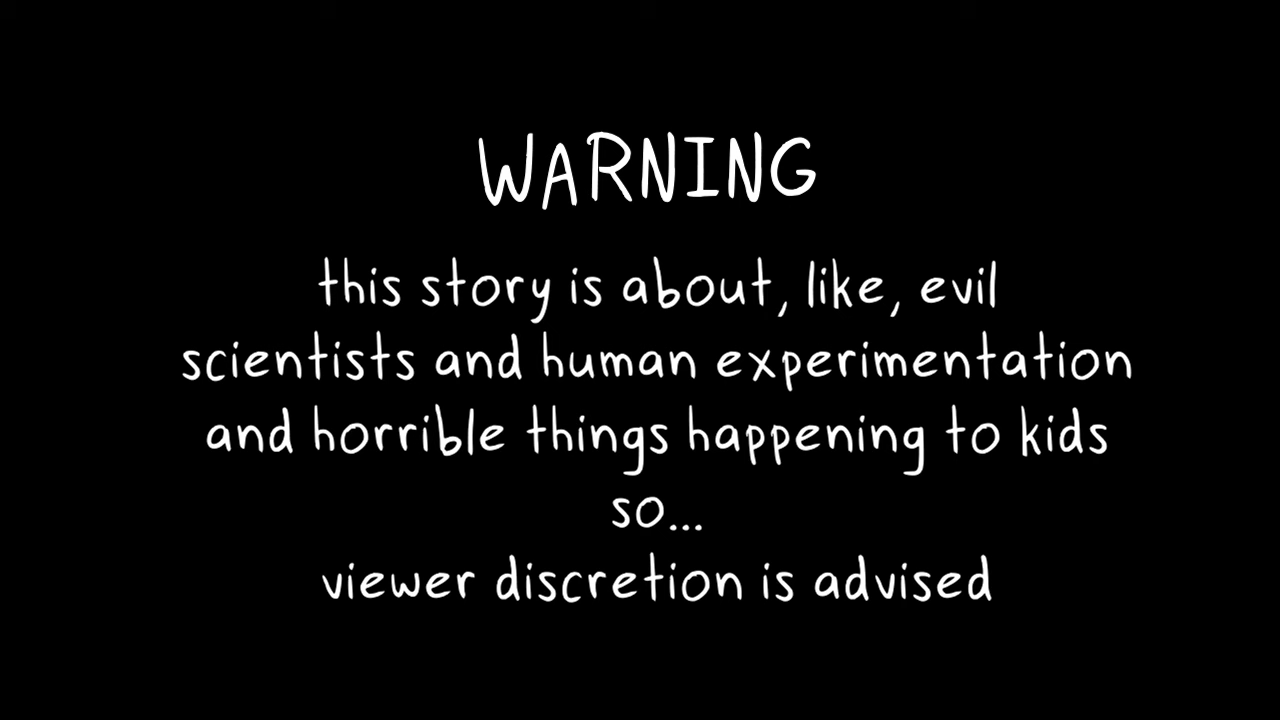 WARNING
this story is about, like, evil
scientists and human experimentation
and horrible things happening to kids
so...
viewer discretion is advised